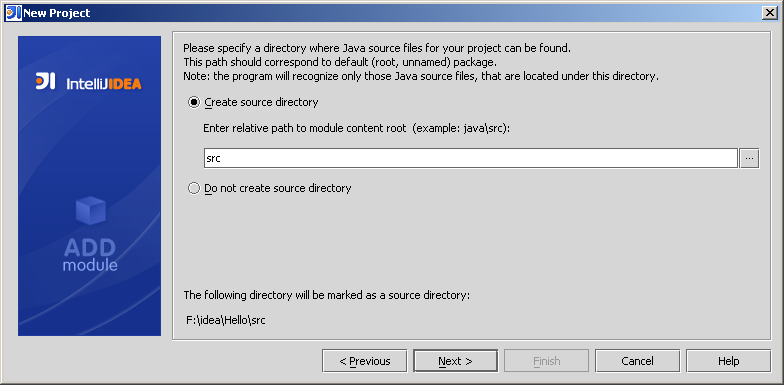 New Project
IntelliJIDEA
ADD
module
Please specify a directory where Java source files for your project can be found.
This path should correspond to default (root, unnamed) package.
Note: the program will recognize only those Java source files, that are located under this directory.
Create source directory
Enter relative path to module content root (example: java\src):
src
...
Do not create source directory
The following directory will be marked as a source directory:
F:\idea\Hello\src
< Previous
Next >
Finish
Cancel
Help